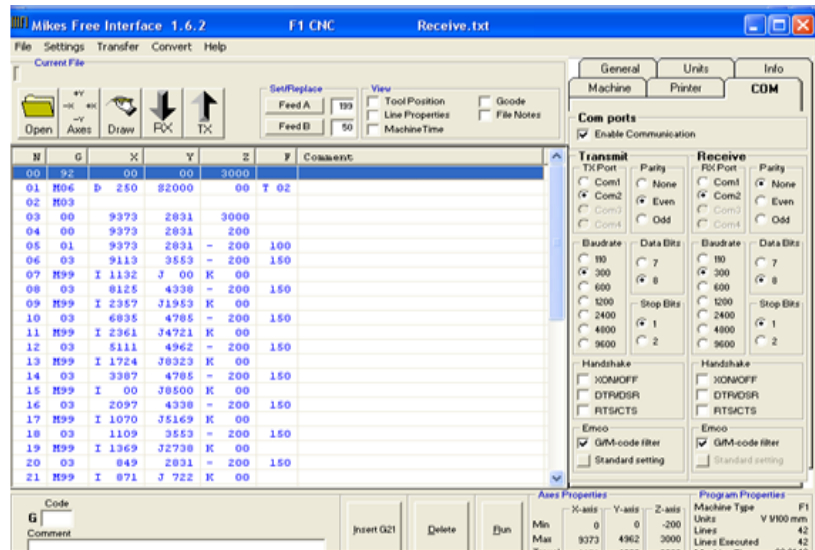 Mikes Free Interface 1.6.2 F1 CNC Receive.txt
File Settings Transfer Convert Help
Current File
Open
+Y
-X +X
-Y
Axes
Draw
RX
TX
Set/Replace
Feed A 199
Feed B 50
View
Tool Position
Line Properties
Machine Time
Gcode
File Notes
N G X Y Z F Comment
00 92 00 00 3000
01 M06 D 250 S2000 00 T 02
02 M03
03 00 9373 2831 3000
04 00 9373 2831 200
05 01 9373 2831 - 200 100
06 03 9113 3553 - 200 150
07 M99 I 1132 J 00 K 00
08 03 8125 4338 - 200 150
09 M99 I 2357 J1953 K 00
10 03 6835 4785 - 200 150
11 M99 I 2361 J4721 K 00
12 03 5111 4962 - 200 150
13 M99 I 1724 J8323 K 00
14 03 3387 4785 - 200 150
15 M99 I 00 J8500 K 00
16 03 2097 4338 - 200 150
17 M99 I 1070 J5169 K 00
18 03 1109 3553 - 200 150
19 M99 I 1369 J2738 K 00
20 03 849 2831 - 200 150
21 M99 I 871 J 722 K 00
General Units Info
Machine Printer COM
Com ports
Enable Communication
Transmit
TX Port
Com1
Com2
Com3
Com4
Parity
None
Even
Odd
Baudrate
110
300
600
1200
2400
4800
9600
Data Bits
7
8
Stop Bits
1
2
Handshake
XON/OFF
DTR/DSR
RTS/CTS
Emco
G/M-code filter
Standard setting
Receive
RX Port
Com1
Com2
Com3
Com4
Parity
None
Even
Odd
Baudrate
110
300
600
1200
2400
4800
9600
Data Bits
7
8
Stop Bits
1
2
Handshake
XON/OFF
DTR/DSR
RTS/CTS
Emco
G/M-code filter
Standard setting
Code
G
Comment
Insert G21
Delete
Run
Axes Properties
X-axis Y-axis Z-axis
Min 0 0 -200
Max 9373 4962 3000
Program Properties
Machine Type F1
Units V 1/100 mm
Lines 42
Lines Executed 42